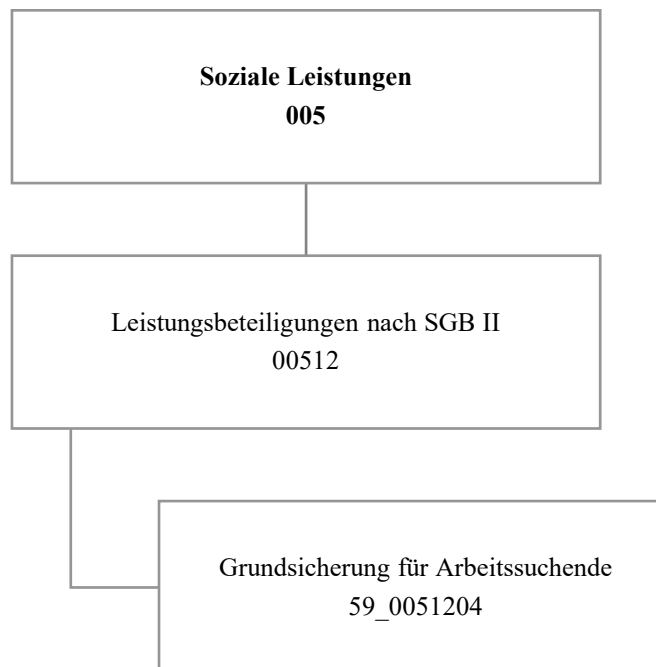 Soziale Leistungen
005
Leistungsbeteiligungen nach SGB II
00512
Grundsicherung für Arbeitssuchende
59_0051204